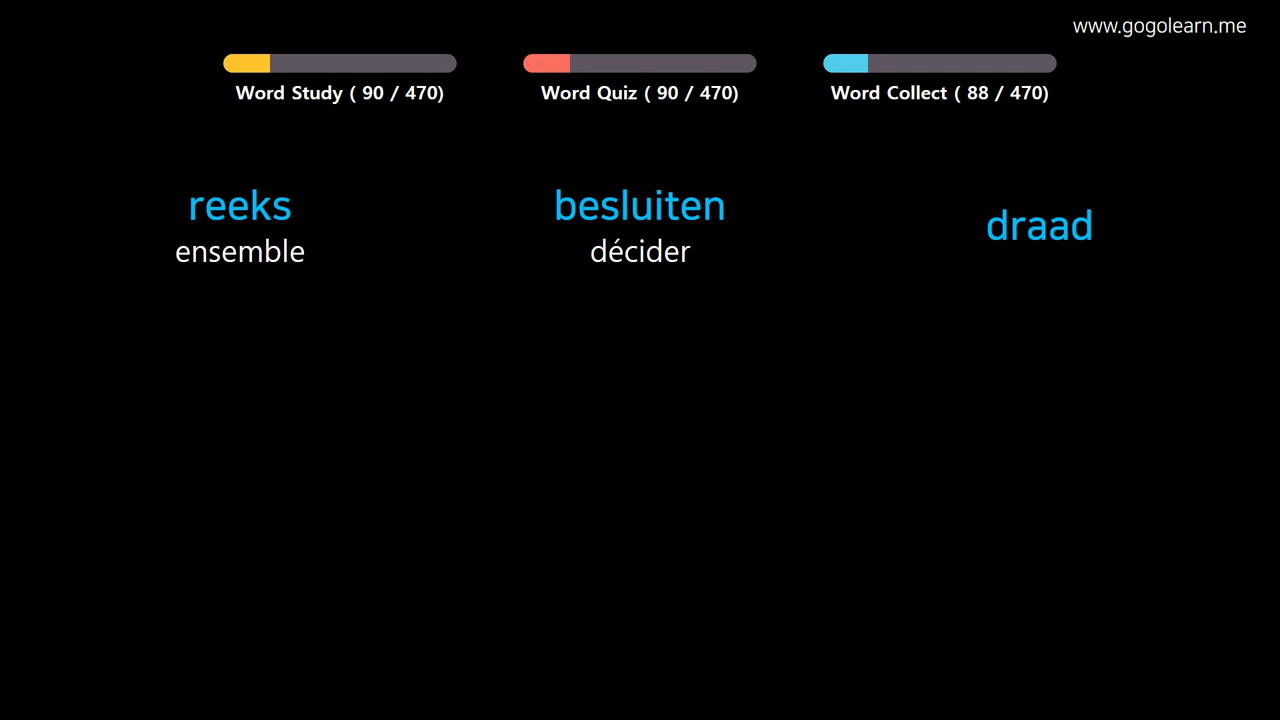 www.gogolearn.me
Word Study ( 90 / 470)
Word Quiz ( 90 / 470)
Word Collect ( 88 / 470)
reeks
ensemble
besluiten
décider
draad